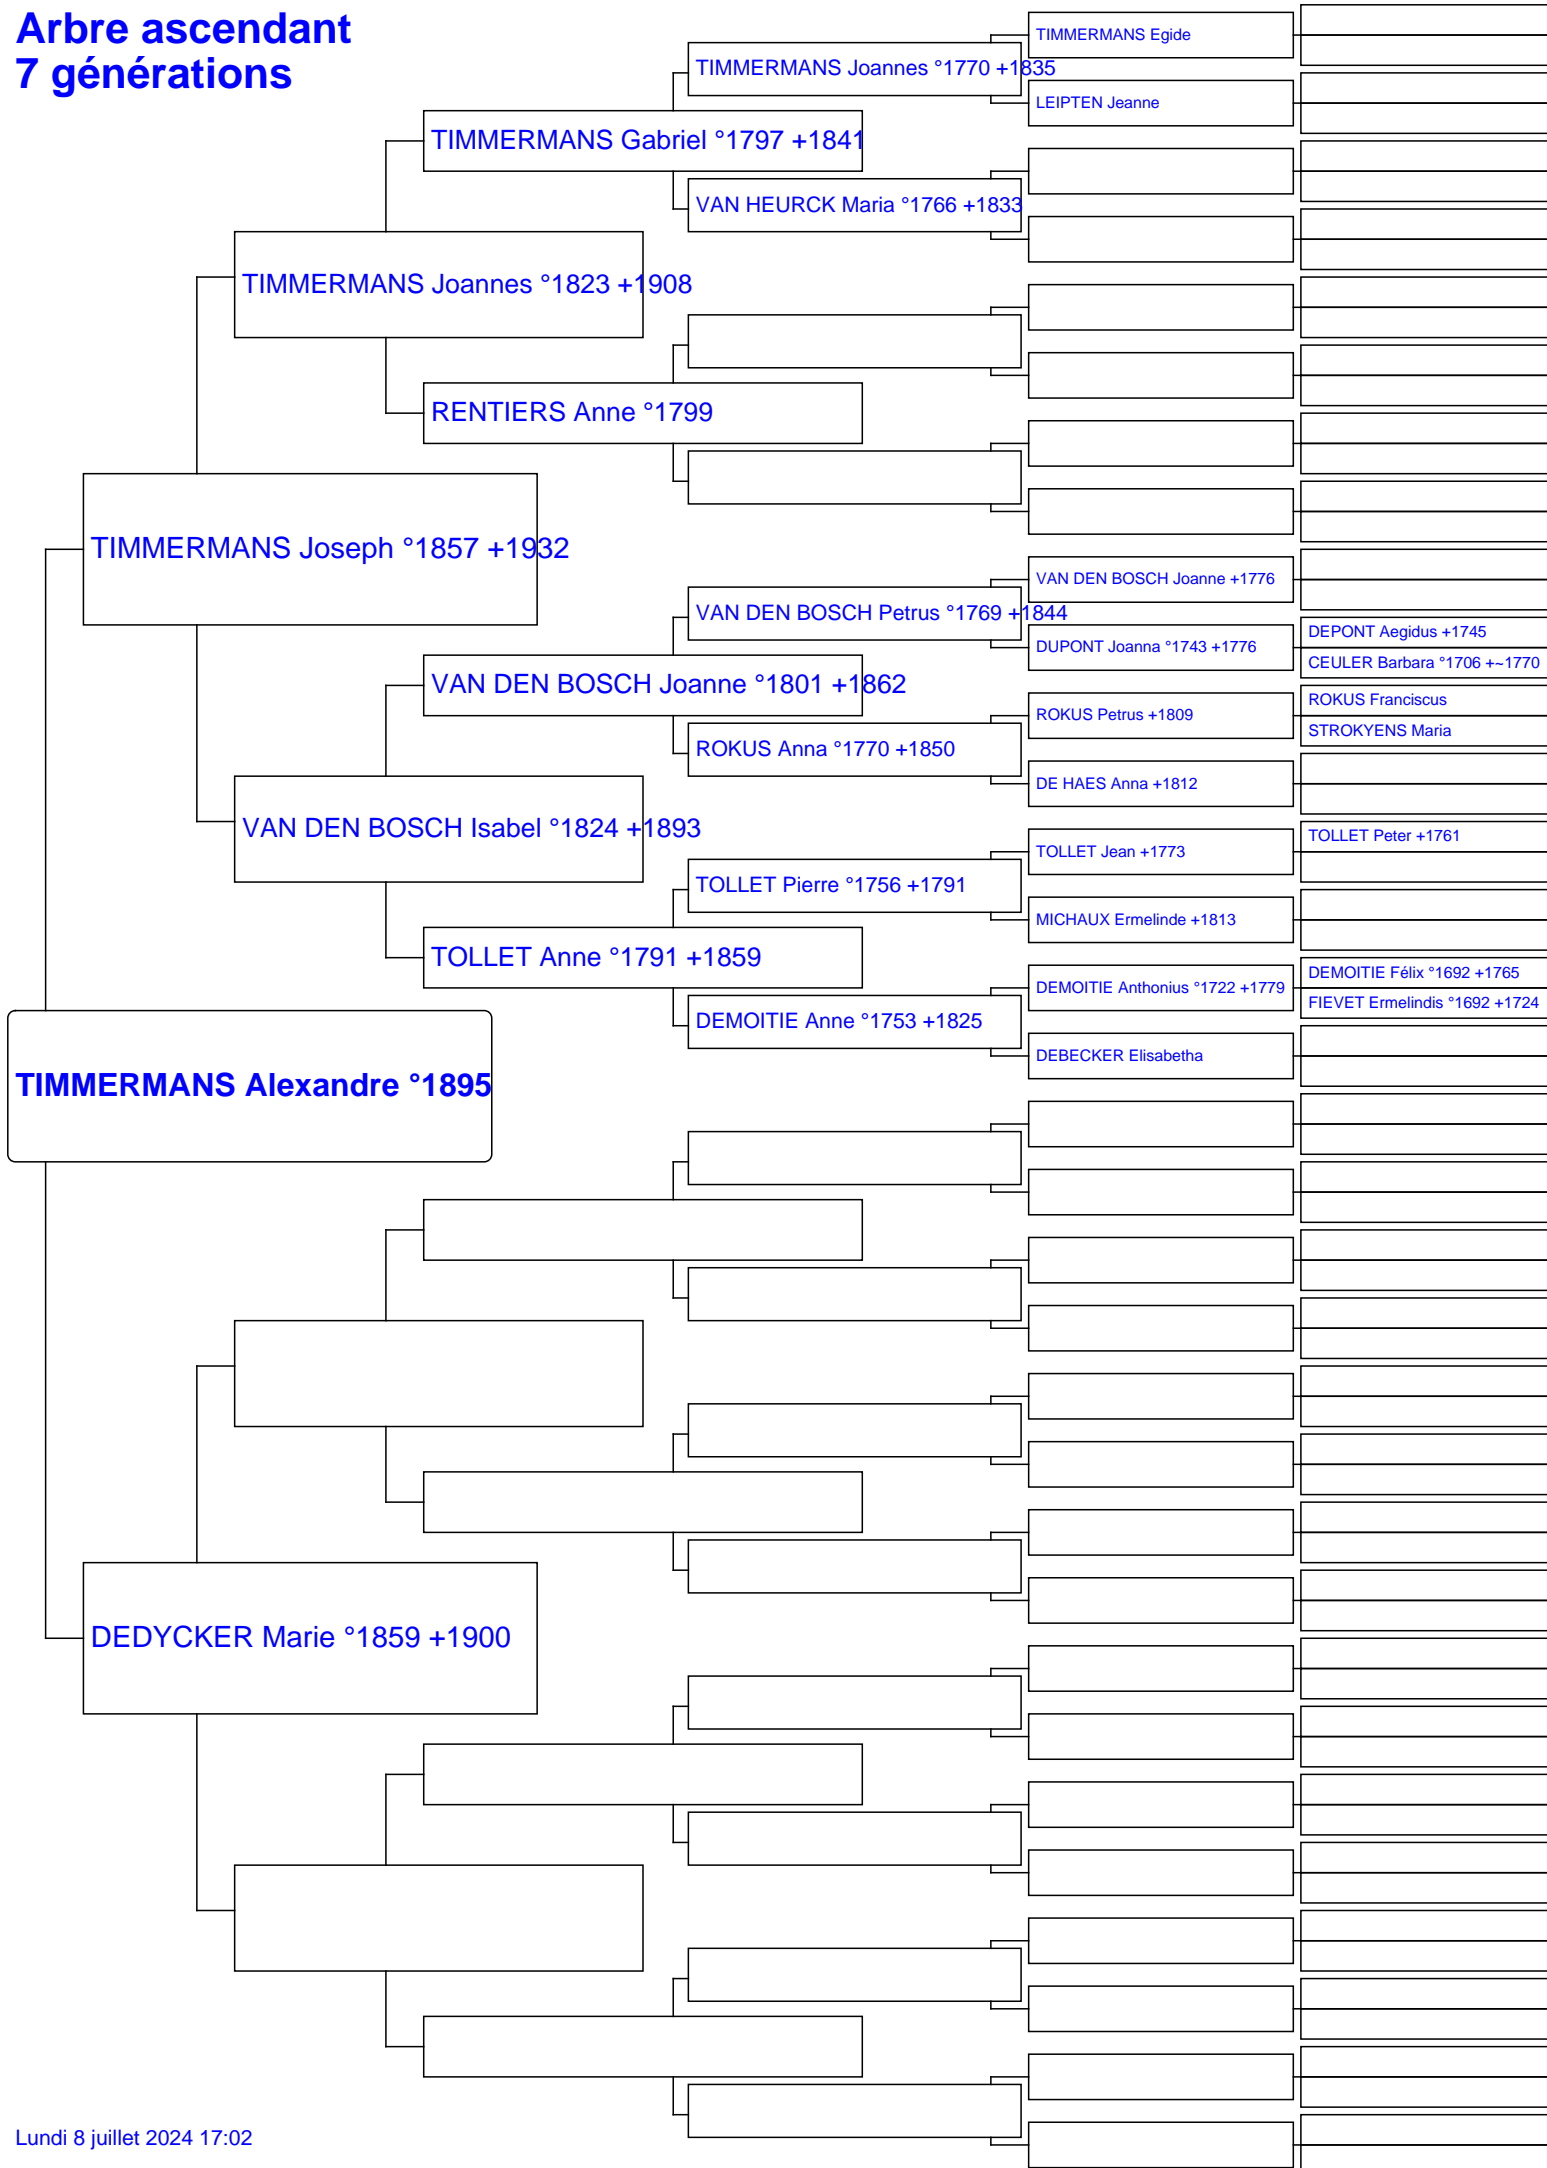 Arbre ascendant
7 générations
TIMMERMANS Egide
TIMMERMANS Joannes °1770 +1835
LEIPTEN Jeanne
TIMMERMANS Gabriel °1797 +1841
VAN HEURCK Maria °1766 +1833
TIMMERMANS Joannes °1823 +1908
RENTIERS Anne °1799
TIMMERMANS Joseph °1857 +1932
VAN DEN BOSCH Joanne +1776
VAN DEN BOSCH Petrus °1769 +1844
DEPONT Aegidus +1745
DUPONT Joanna °1743 +1776
CEULER Barbara °1706 +~1770
VAN DEN BOSCH Joanne °1801 +1862
ROKUS Franciscus
ROKUS Petrus +1809
STROKYENS Maria
ROKUS Anna °1770 +1850
DE HAES Anna +1812
VAN DEN BOSCH Isabel °1824 +1893
TOLLET Peter +1761
TOLLET Jean +1773
TOLLET Pierre °1756 +1791
MICHAUX Ermelinde +1813
TOLLET Anne °1791 +1859
DEMOITIE Félix °1692 +1765
DEMOITIE Anthonius °1722 +1779
FIEVET Ermelindis °1692 +1724
DEMOITIE Anne °1753 +1825
DEBECKER Elisabetha
TIMMERMANS Alexandre °1895
DEDYCKER Marie °1859 +1900
Lundi 8 juillet 2024 17:02